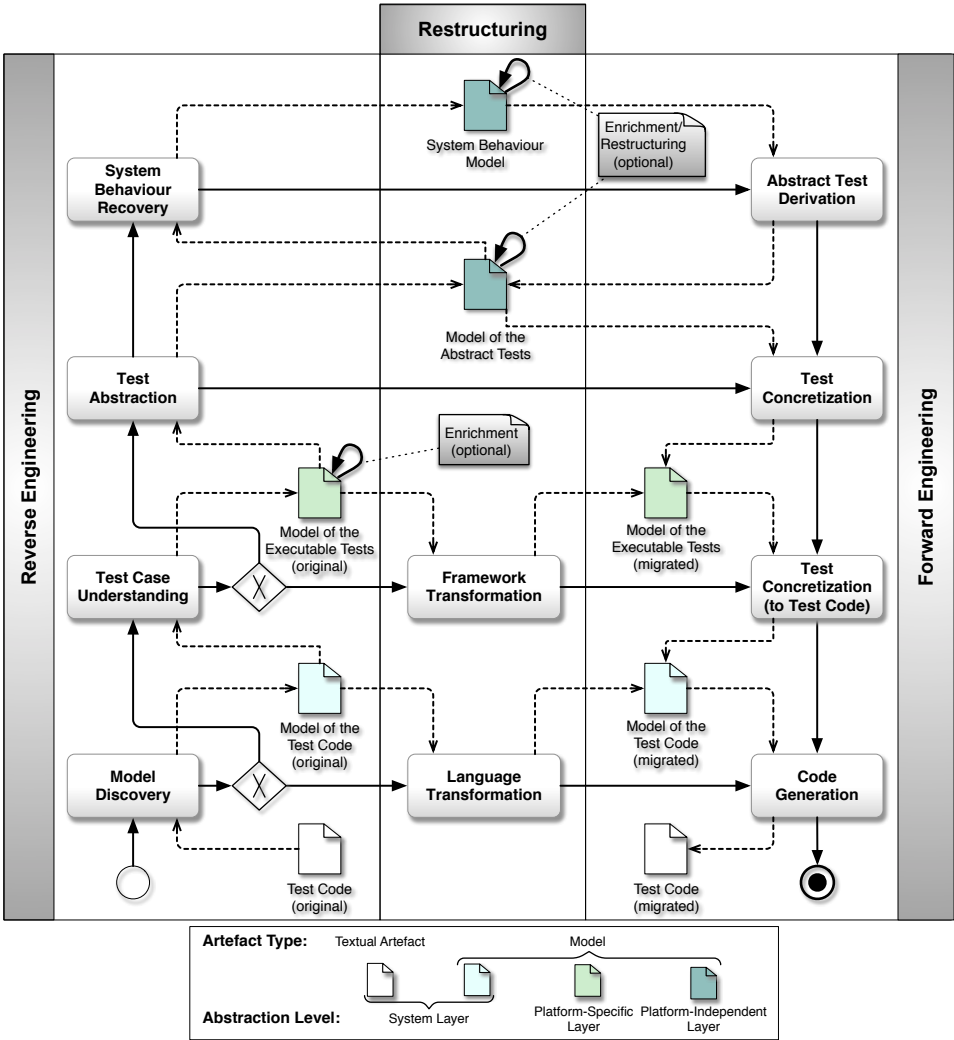 Restructuring
Reverse Engineering
Forward Engineering
System Behaviour
Model
Enrichment/
Restructuring
(optional)
System
Behaviour
Recovery
Abstract Test
Derivation
Model of the
Abstract Tests
Test
Abstraction
Test
Concretization
Enrichment
(optional)
Model of the
Executable Tests
(original)
Model of the
Executable Tests
(migrated)
Test Case
Understanding
X
Framework
Transformation
Test
Concretization
(to Test Code)
Model of the
Test Code
(original)
Model of the
Test Code
(migrated)
Model
Discovery
X
Language
Transformation
Code
Generation
Test Code
(original)
Test Code
(migrated)
Artefact Type: Textual Artefact Model
Abstraction Level: System Layer
Platform-Specific
Layer
Platform-Independent
Layer